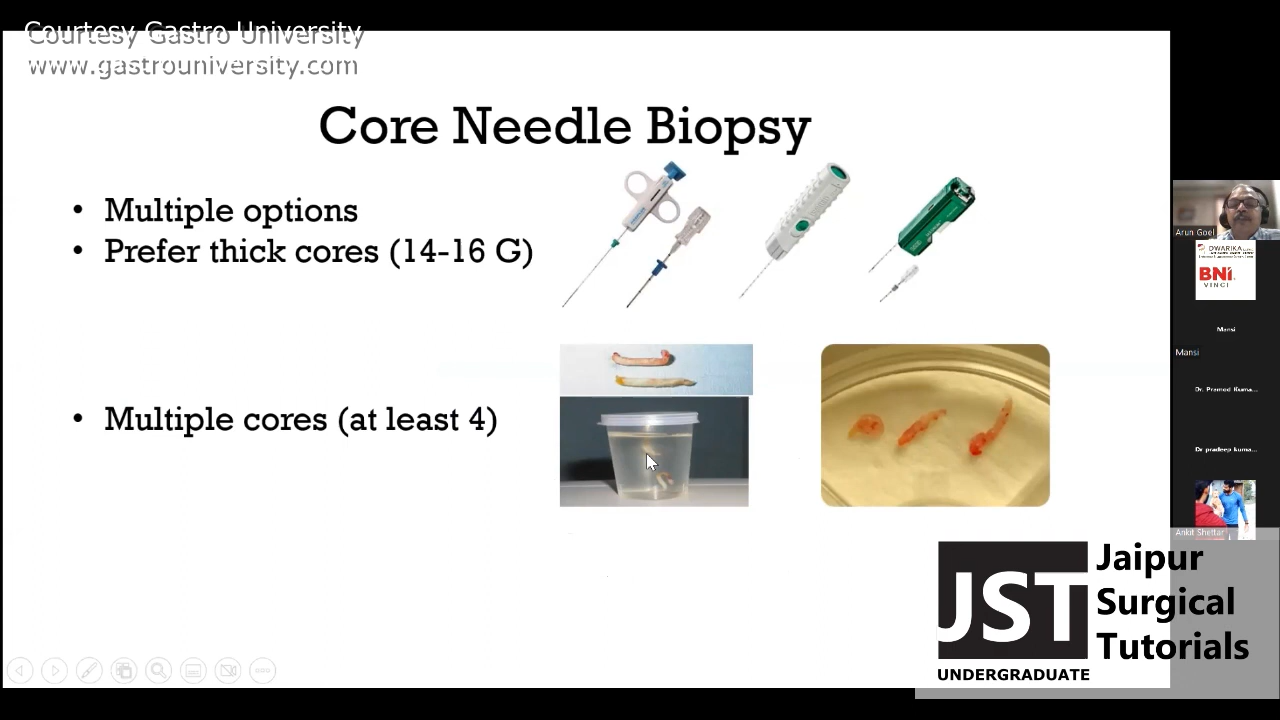 Courtesy Gastro University
www.gastrouniversity.com
Core Needle Biopsy
• Multiple options
• Prefer thick cores (14-16 G)
• Multiple cores (at least 4)
Arun Goel
DWARIKA
BNI
VINCI
Mansi
Mansi
Dr. Pramod Kuma...
Dr pradeep kuma...
Ankit Shettar
JST
UNDERGRADUATE
Jaipur
Surgical
Tutorials